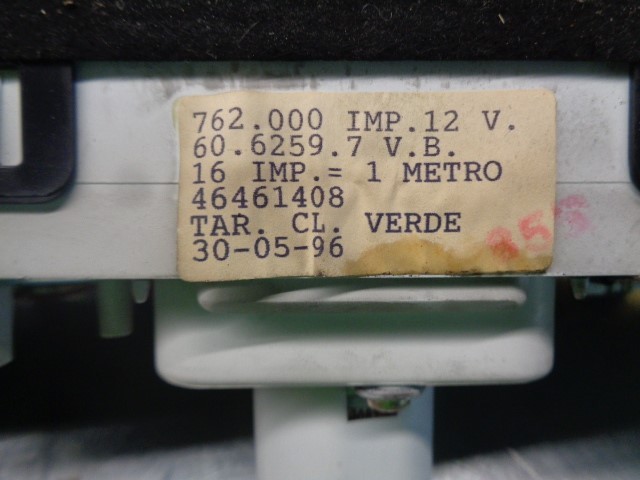 762.000 IMP.12 V.
60.6259.7 V.B.
16 IMP.= 1 METRO
46461408
TAR. CL. VERDE
30-05-96